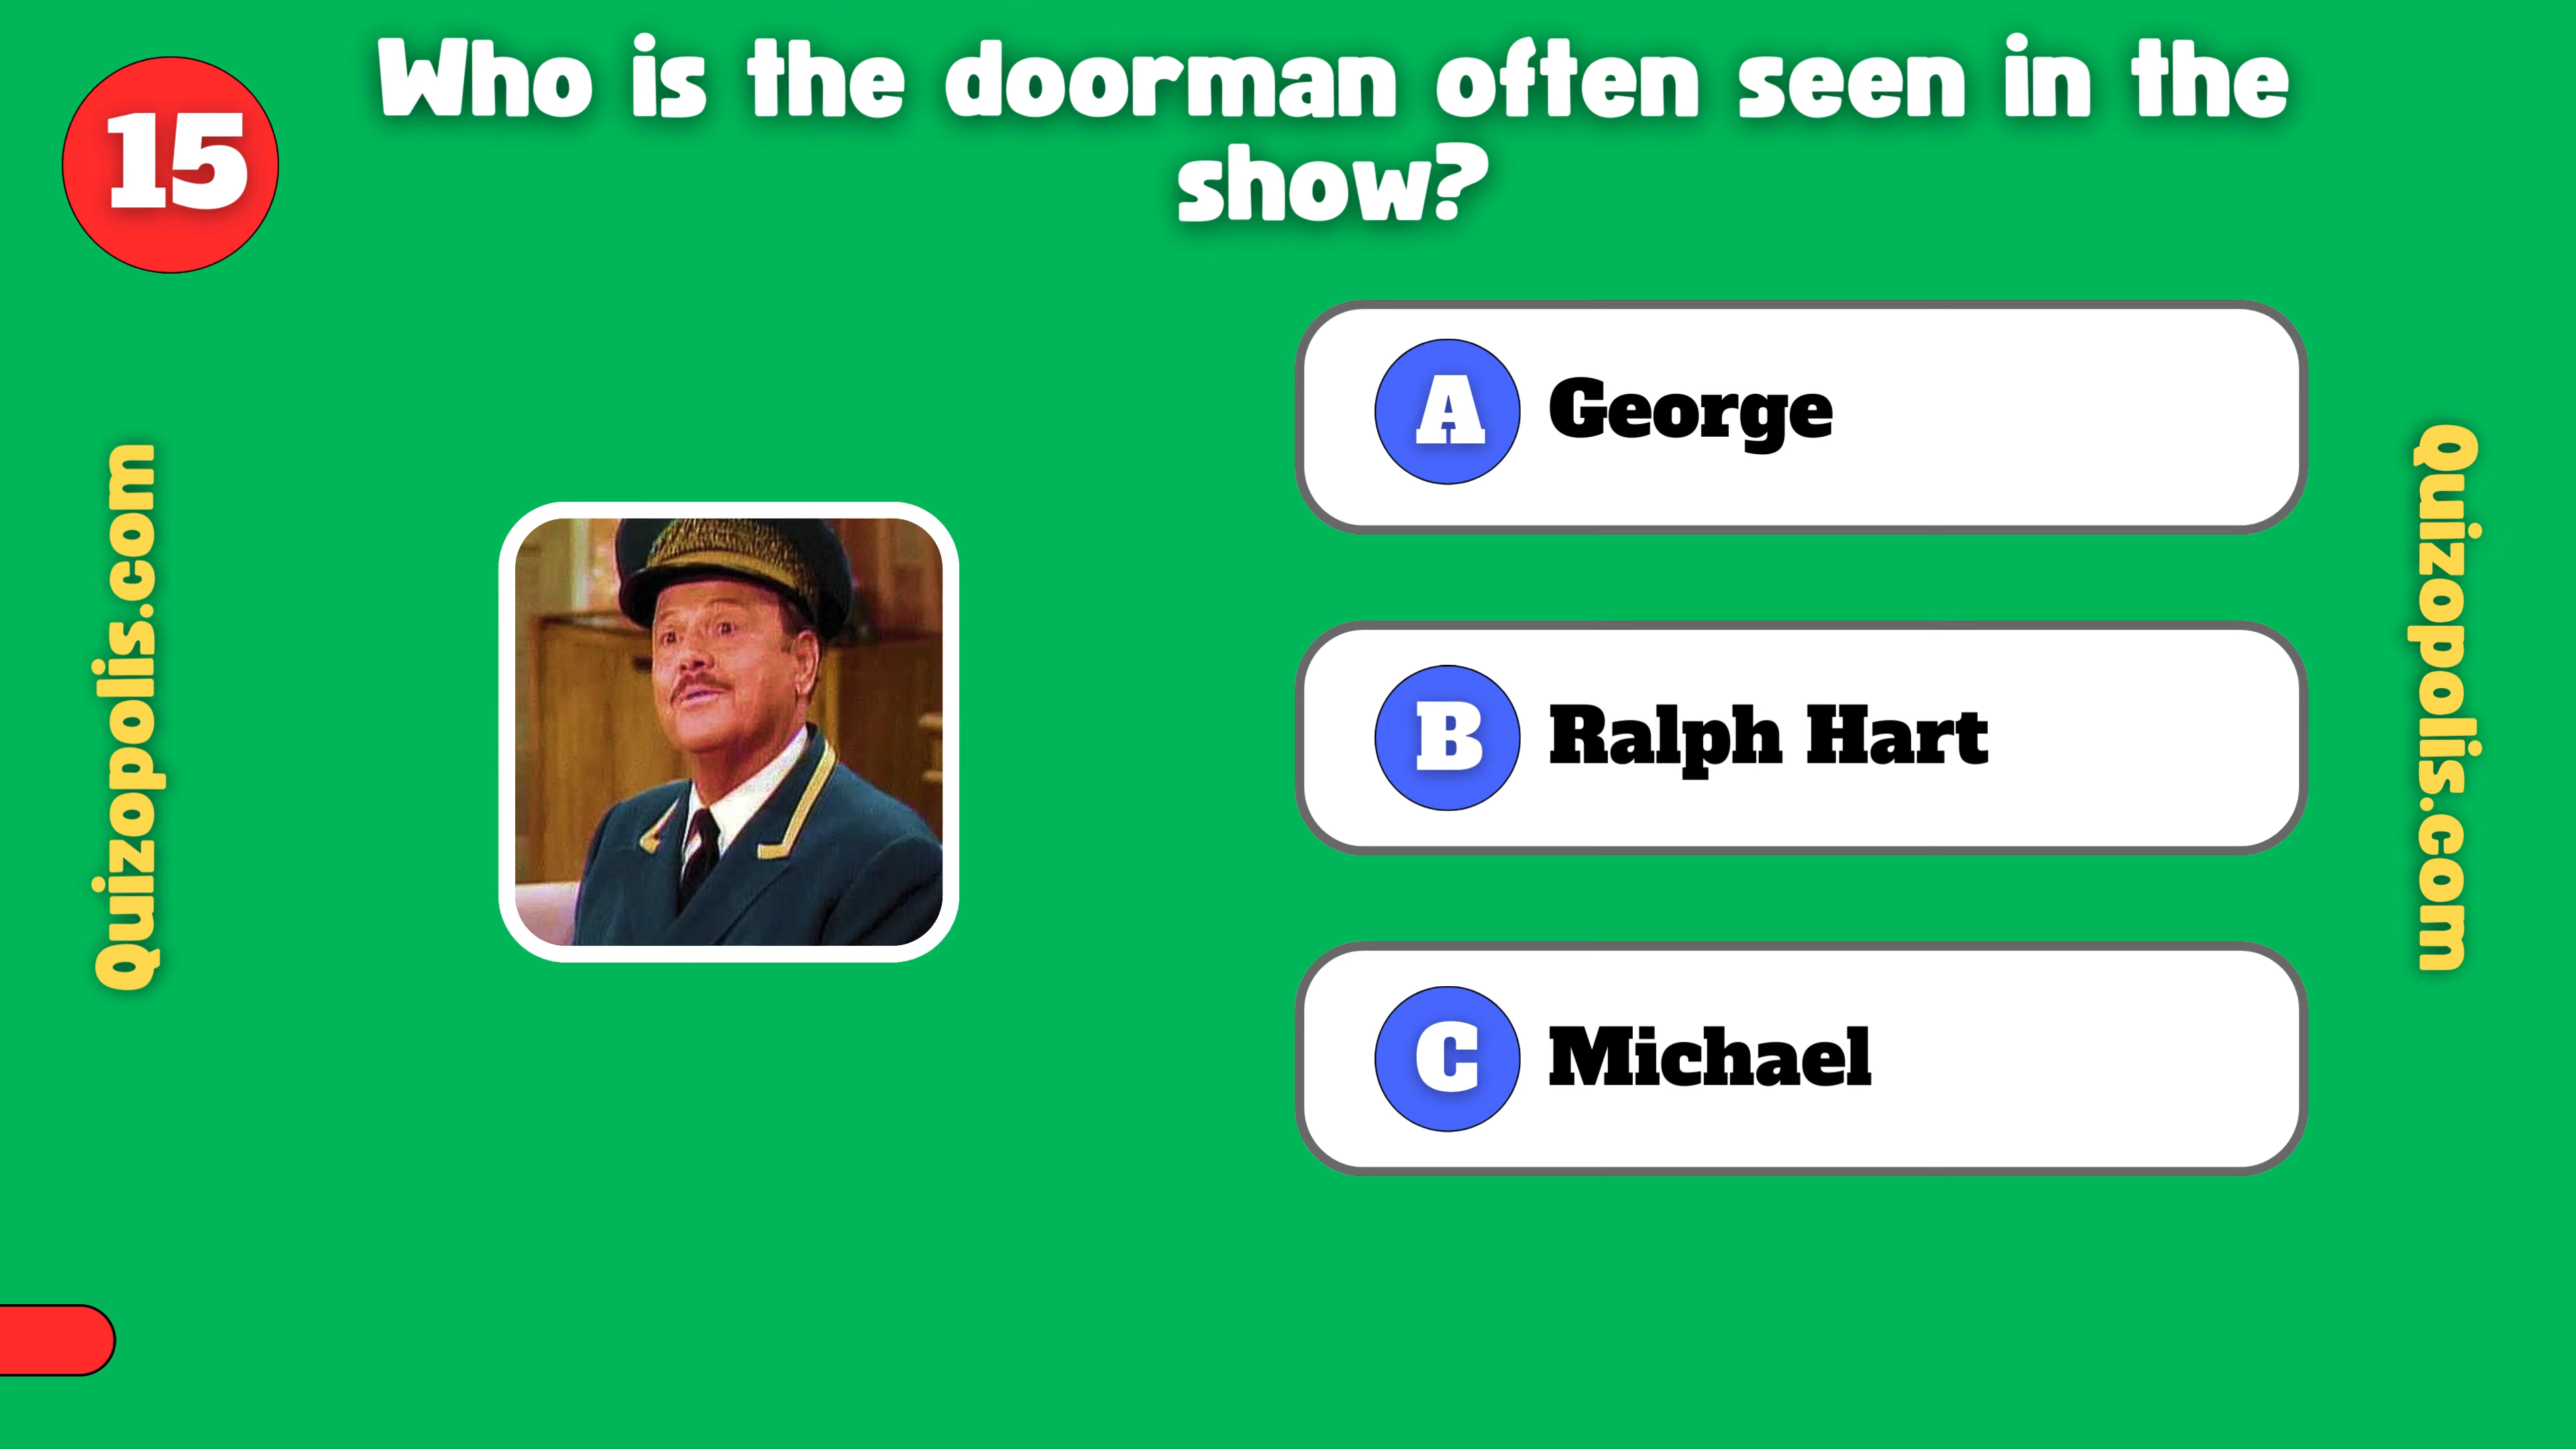 15
Who is the doorman often seen in the
show?
A George
B Ralph Hart
C Michael
Quizopolis.com
Quizopolis.com